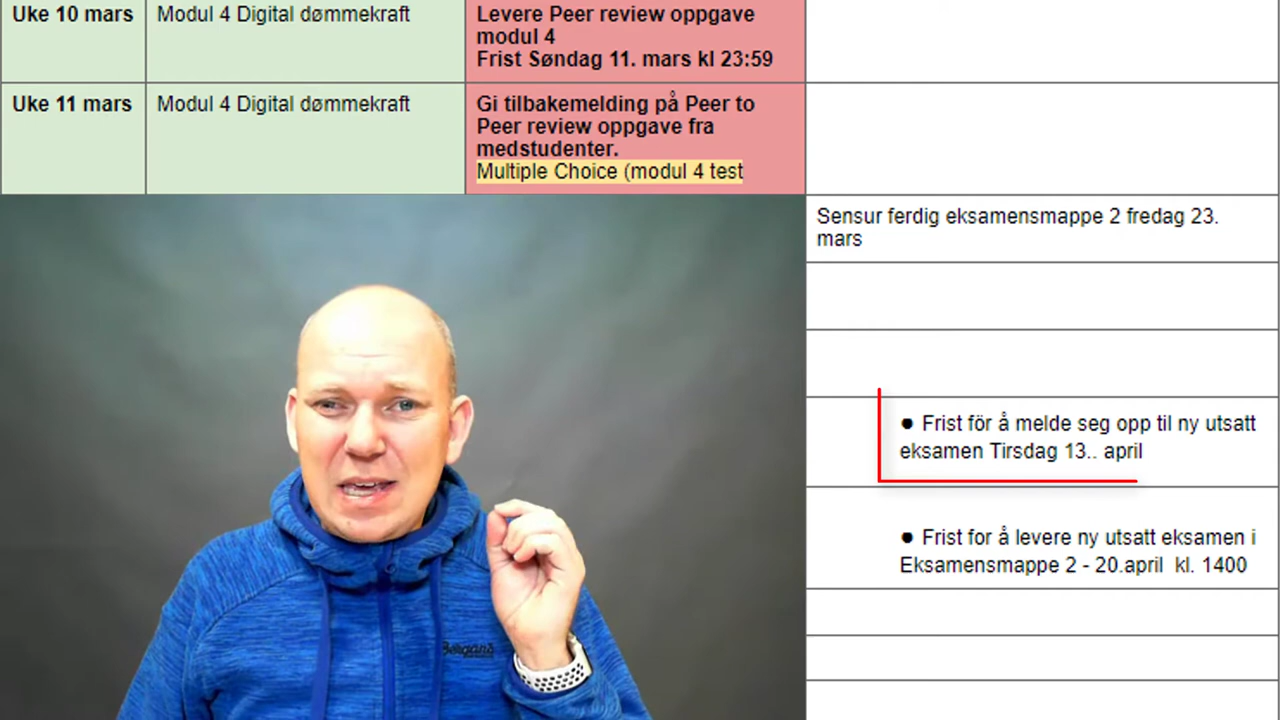 Uke 10 mars
Modul 4 Digital dømmekraft
Levere Peer review oppgave
modul 4
Frist Søndag 11. mars kl 23:59
Uke 11 mars
Modul 4 Digital dømmekraft
Gi tilbakemelding på Peer to
Peer review oppgave fra
medstudenter.
Multiple Choice (modul 4 test
Sensur ferdig eksamensmappe 2 fredag 23.
mars
● Frist för å melde seg opp til ny utsatt
eksamen Tirsdag 13.. april
● Frist for å levere ny utsatt eksamen i
Eksamensmappe 2 - 20.april kl. 1400
Bergans